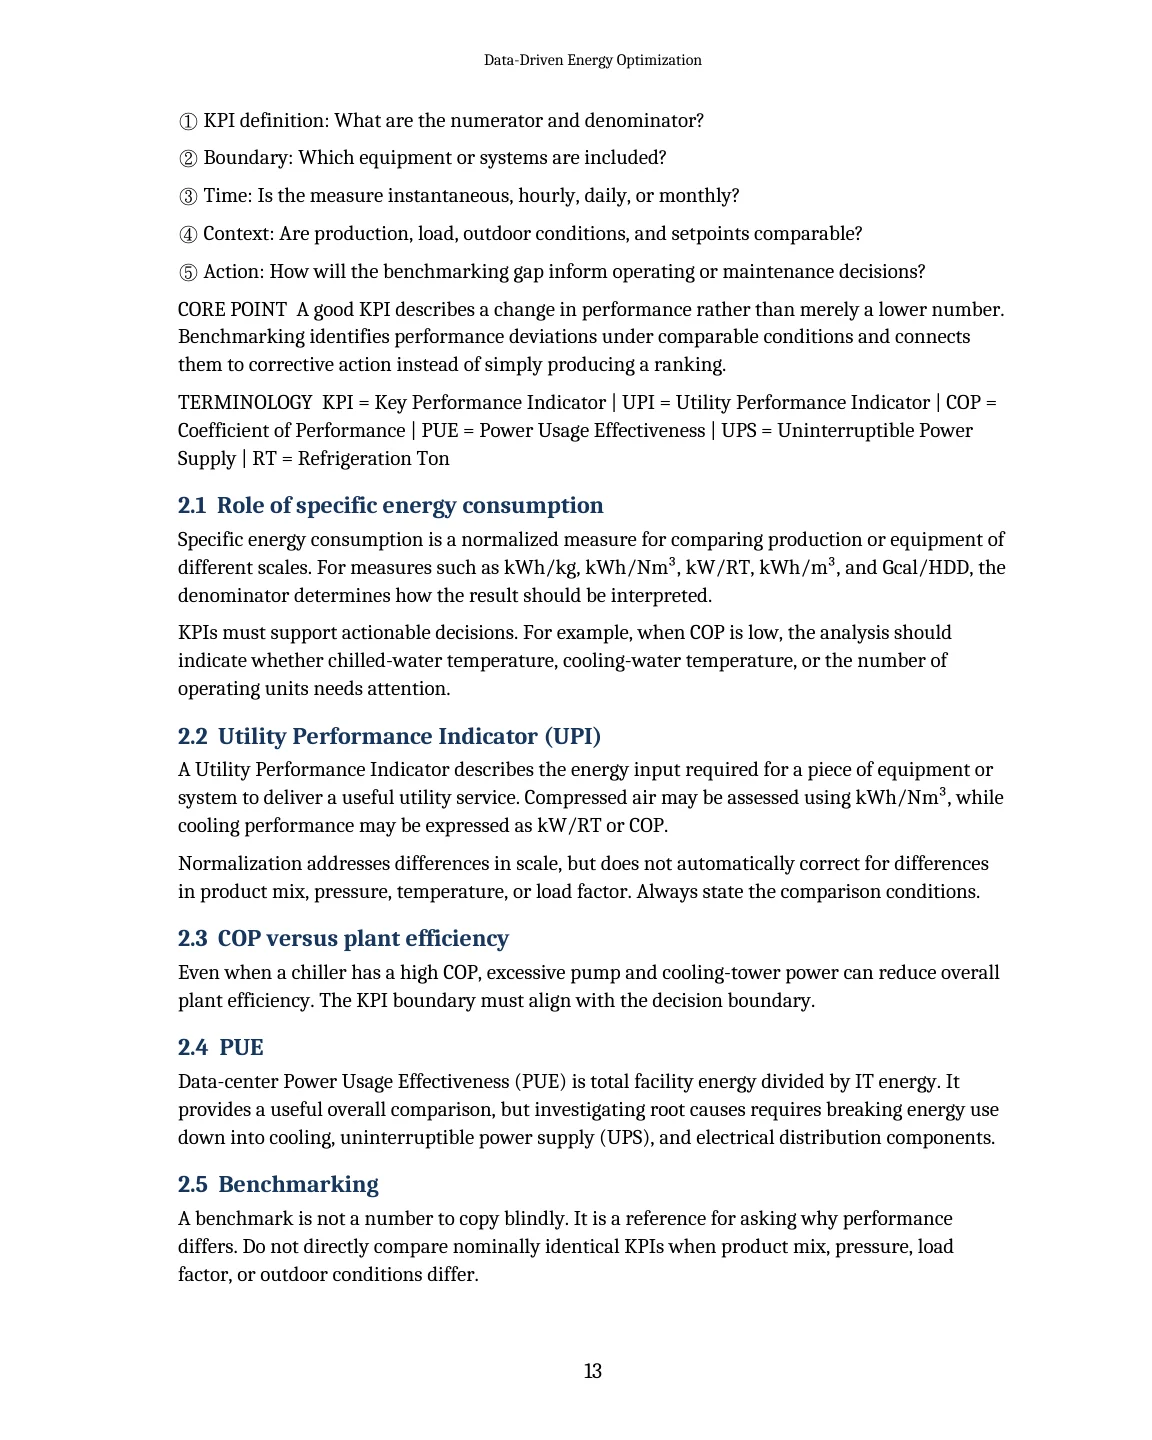 Data-Driven Energy Optimization
① KPI definition: What are the numerator and denominator?
② Boundary: Which equipment or systems are included?
③ Time: Is the measure instantaneous, hourly, daily, or monthly?
④ Context: Are production, load, outdoor conditions, and setpoints comparable?
⑤ Action: How will the benchmarking gap inform operating or maintenance decisions?
CORE POINT  A good KPI describes a change in performance rather than merely a lower number.
Benchmarking identifies performance deviations under comparable conditions and connects
them to corrective action instead of simply producing a ranking.
TERMINOLOGY  KPI = Key Performance Indicator | UPI = Utility Performance Indicator | COP =
Coefficient of Performance | PUE = Power Usage Effectiveness | UPS = Uninterruptible Power
Supply | RT = Refrigeration Ton
2.1  Role of specific energy consumption
Specific energy consumption is a normalized measure for comparing production or equipment of
different scales. For measures such as kWh/kg, kWh/Nm³, kW/RT, kWh/m³, and Gcal/HDD, the
denominator determines how the result should be interpreted.
KPIs must support actionable decisions. For example, when COP is low, the analysis should
indicate whether chilled-water temperature, cooling-water temperature, or the number of
operating units needs attention.
2.2  Utility Performance Indicator (UPI)
A Utility Performance Indicator describes the energy input required for a piece of equipment or
system to deliver a useful utility service. Compressed air may be assessed using kWh/Nm³, while
cooling performance may be expressed as kW/RT or COP.
Normalization addresses differences in scale, but does not automatically correct for differences
in product mix, pressure, temperature, or load factor. Always state the comparison conditions.
2.3  COP versus plant efficiency
Even when a chiller has a high COP, excessive pump and cooling-tower power can reduce overall
plant efficiency. The KPI boundary must align with the decision boundary.
2.4  PUE
Data-center Power Usage Effectiveness (PUE) is total facility energy divided by IT energy. It
provides a useful overall comparison, but investigating root causes requires breaking energy use
down into cooling, uninterruptible power supply (UPS), and electrical distribution components.
2.5  Benchmarking
A benchmark is not a number to copy blindly. It is a reference for asking why performance
differs. Do not directly compare nominally identical KPIs when product mix, pressure, load
factor, or outdoor conditions differ.
13